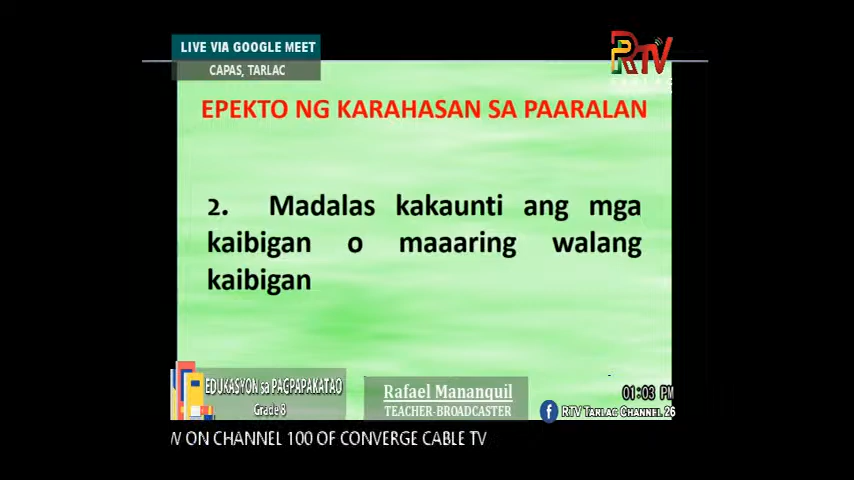 LIVE VIA GOOGLE MEET
CAPAS, TARLAC
RTV
TARLAC
EPEKTO NG KARAHASAN SA PAARALAN
2. Madalas kakaunti ang mga
kaibigan o maaaring walang
kaibigan
EDUKASYON sa PAGPAPAKATAO
Grade 8
Rafael Mananquil
TEACHER-BROADCASTER
01:03 PM
RTV TARLAC CHANNEL 26
W ON CHANNEL 100 OF CONVERGE CABLE TV